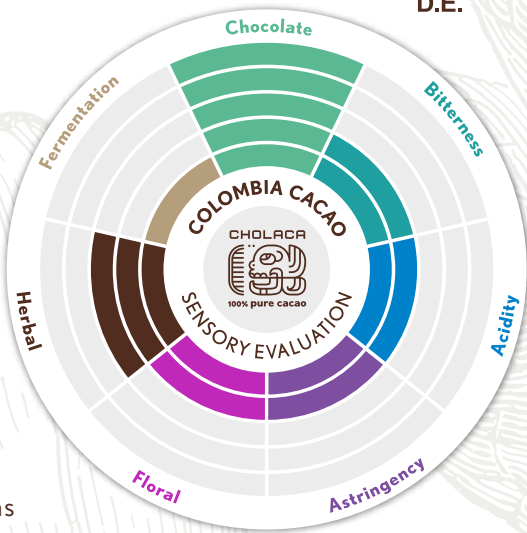 D.E.
Chocolate
Fermentation
Bitterness
COLOMBIA CACAO
CHOLACA
100% pure cacao
SENSORY EVALUATION
Herbal
Acidity
Floral
Astringency